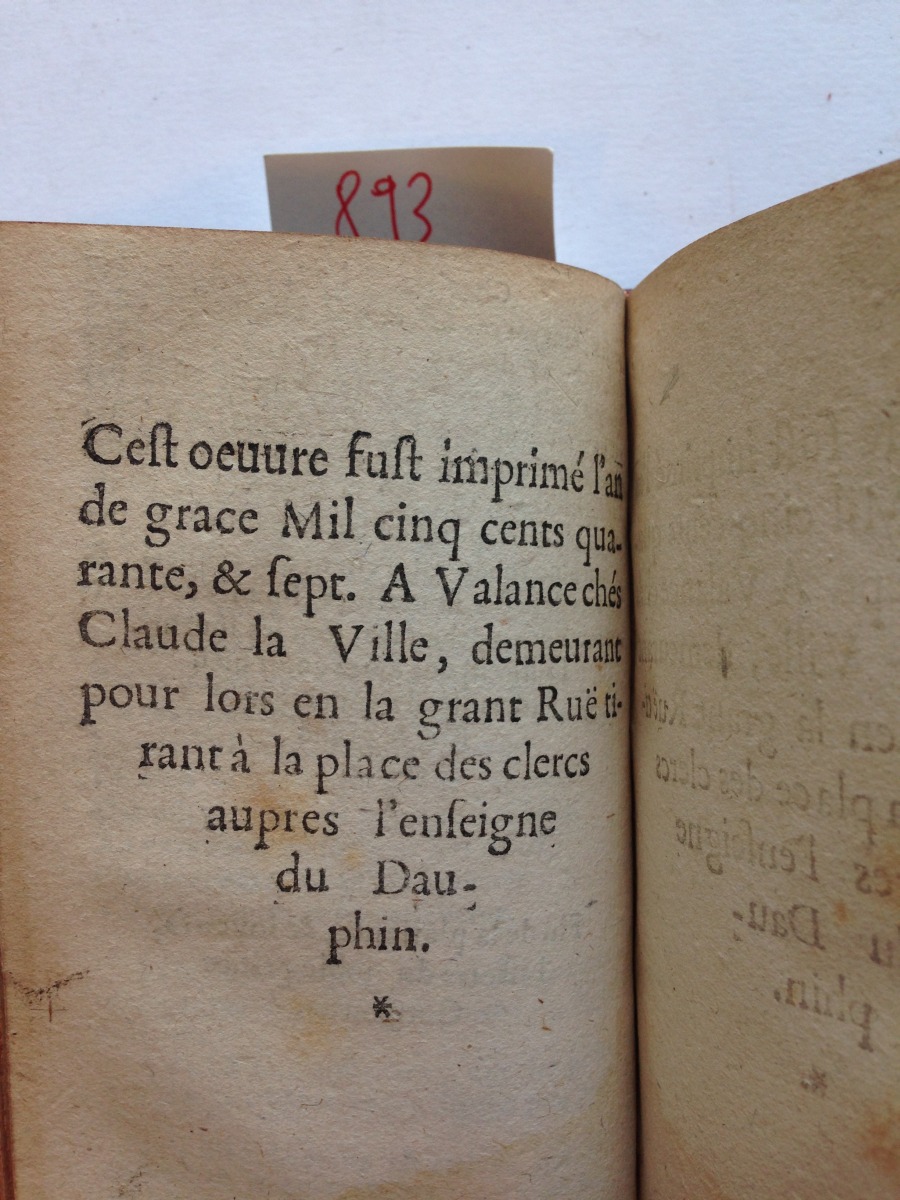 893
Ceſt oeuure fuſt imprimé l'an
de grace Mil cinq cents qua-
rante, & ſept. A Valance chés
Claude la Ville, demeurant
pour lors en la grant Ruë ti-
rant à la place des clercs
aupres l'enſeigne
du Dau-
phin.
*